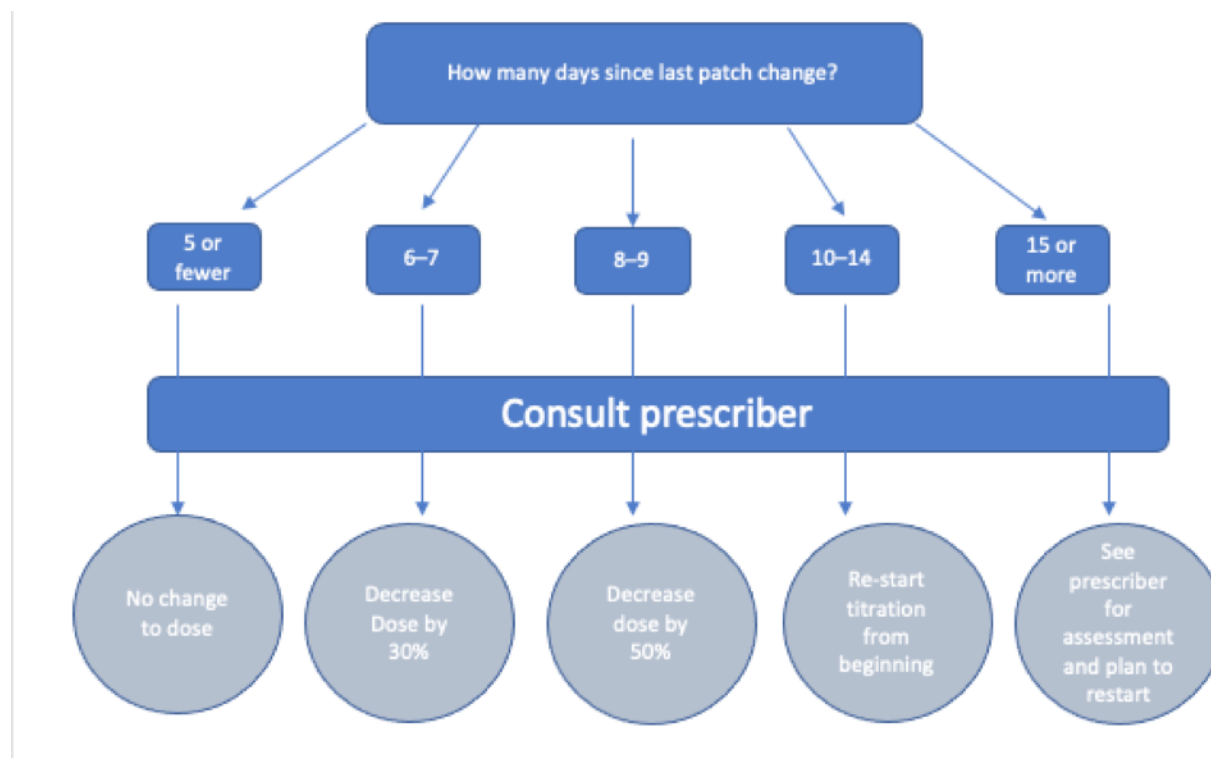 How many days since last patch change?
5 or
fewer
6–7
8–9
10–14
15 or
more
Consult prescriber
No change
to dose
Decrease
Dose by
30%
Decrease
dose by
50%
Re-start
titration
from
beginning
See
prescriber
for
assessment
and plan to
restart